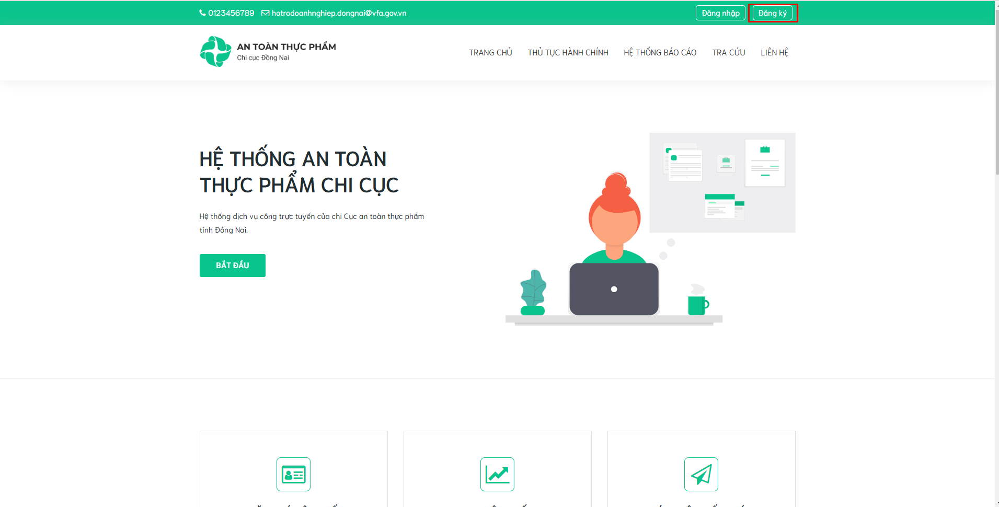 0123456789 hotrodoanhnghiep.dongnai@vfa.gov.vn Đăng nhập Đăng ký
AN TOÀN THỰC PHẨM
Chi cục Đồng Nai
TRANG CHỦ THỦ TỤC HÀNH CHÍNH HỆ THỐNG BÁO CÁO TRA CỨU LIÊN HỆ
HỆ THỐNG AN TOÀN
THỰC PHẨM CHI CỤC
Hệ thống dịch vụ công trực tuyến của chi Cục an toàn thực phẩm
tỉnh Đồng Nai.
BẮT ĐẦU